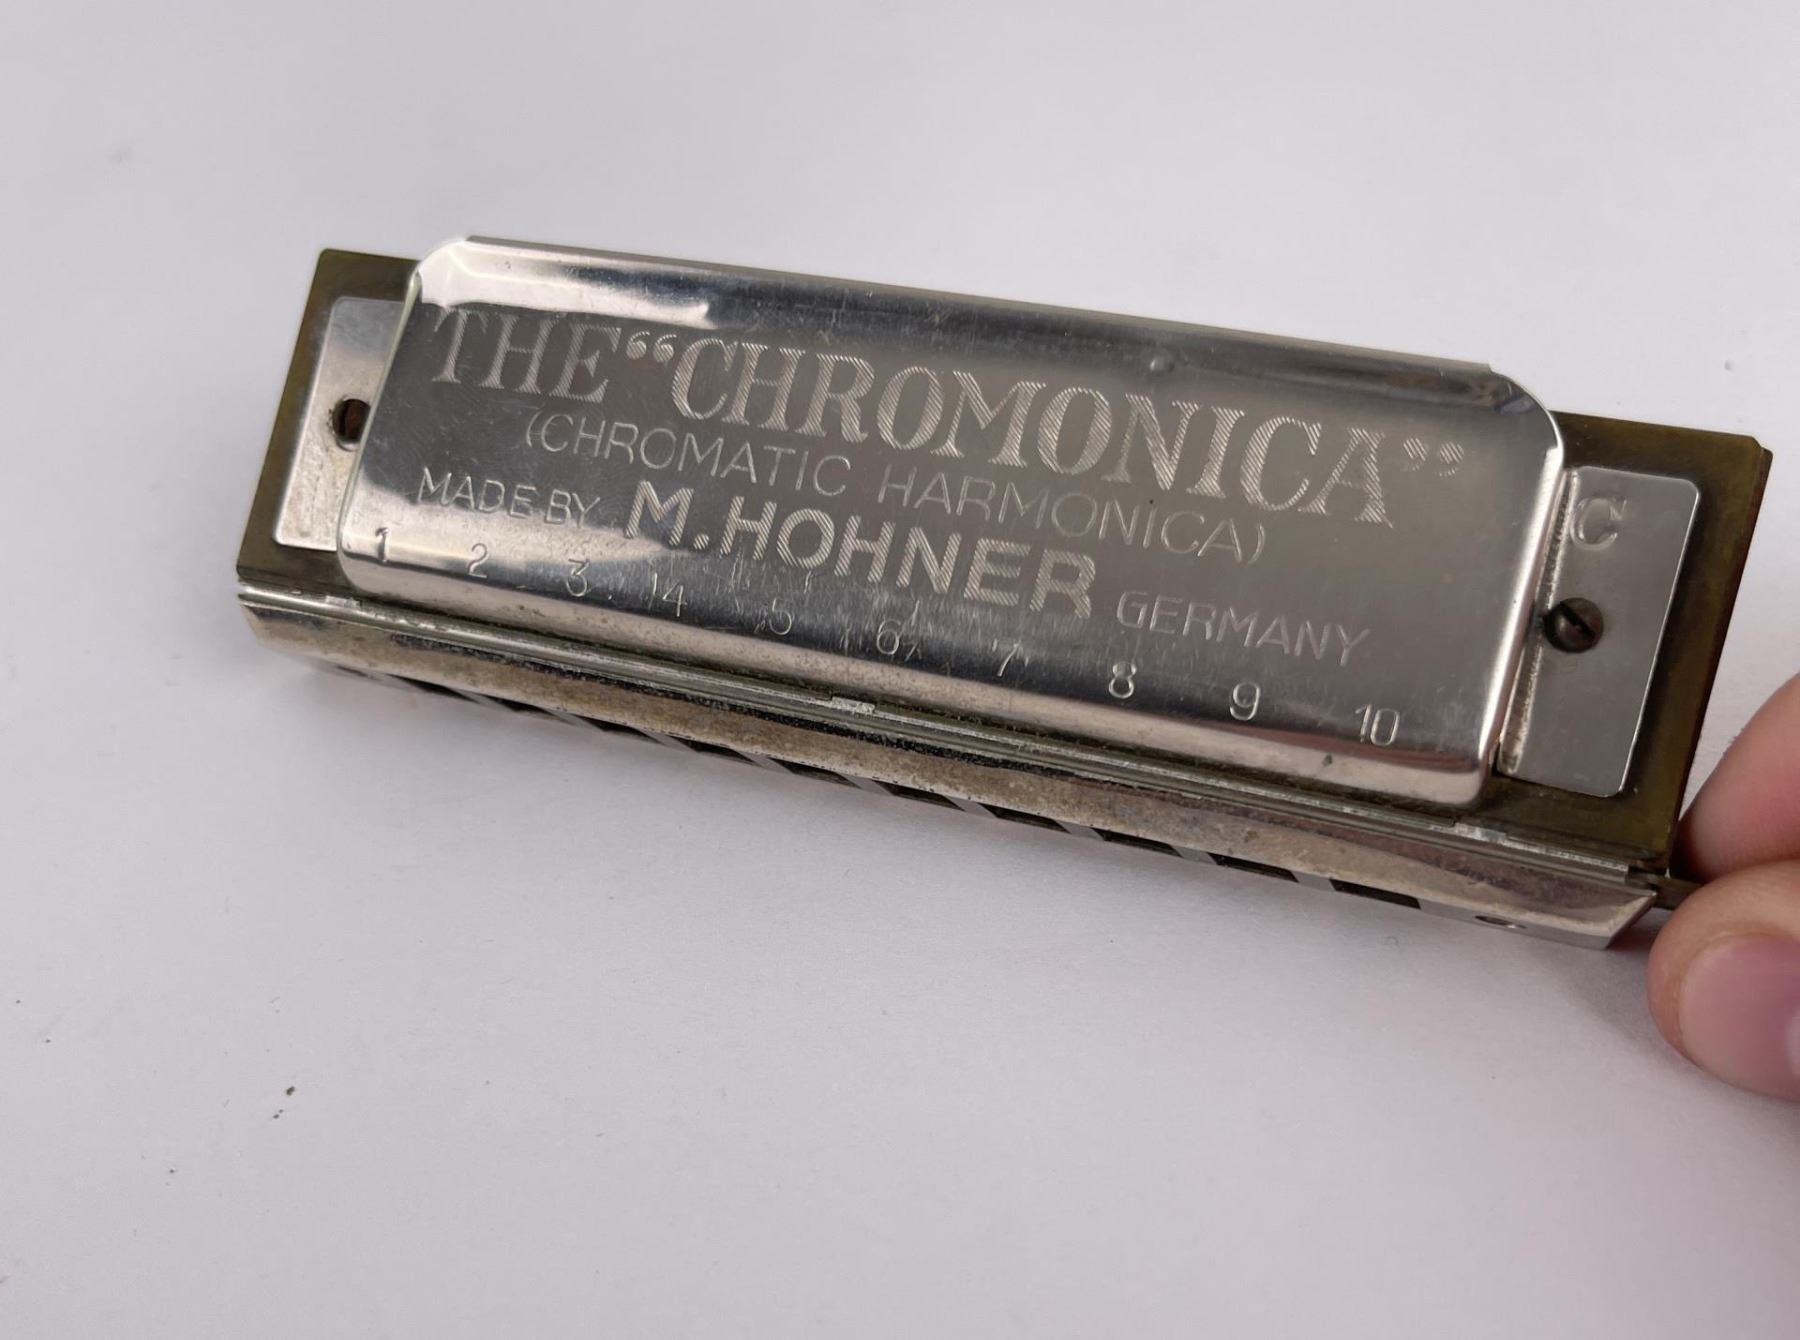 THE “CHROMONICA”
(CHROMATIC HARMONICA)
MADE BY M. HOHNER GERMANY
1 2 3 4 5 6 7 8 9 10
C